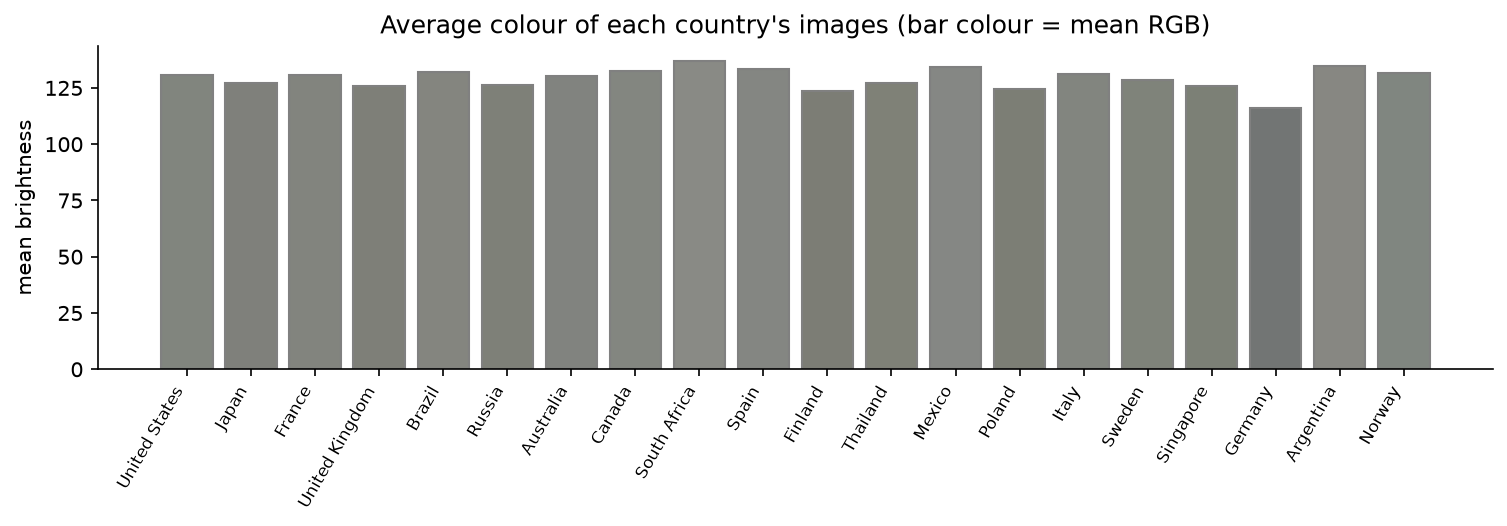 Average colour of each country's images (bar colour = mean RGB)
mean brightness
125
100
75
50
25
0
United States
Japan
France
United Kingdom
Brazil
Russia
Australia
Canada
South Africa
Spain
Finland
Thailand
Mexico
Poland
Italy
Sweden
Singapore
Germany
Argentina
Norway